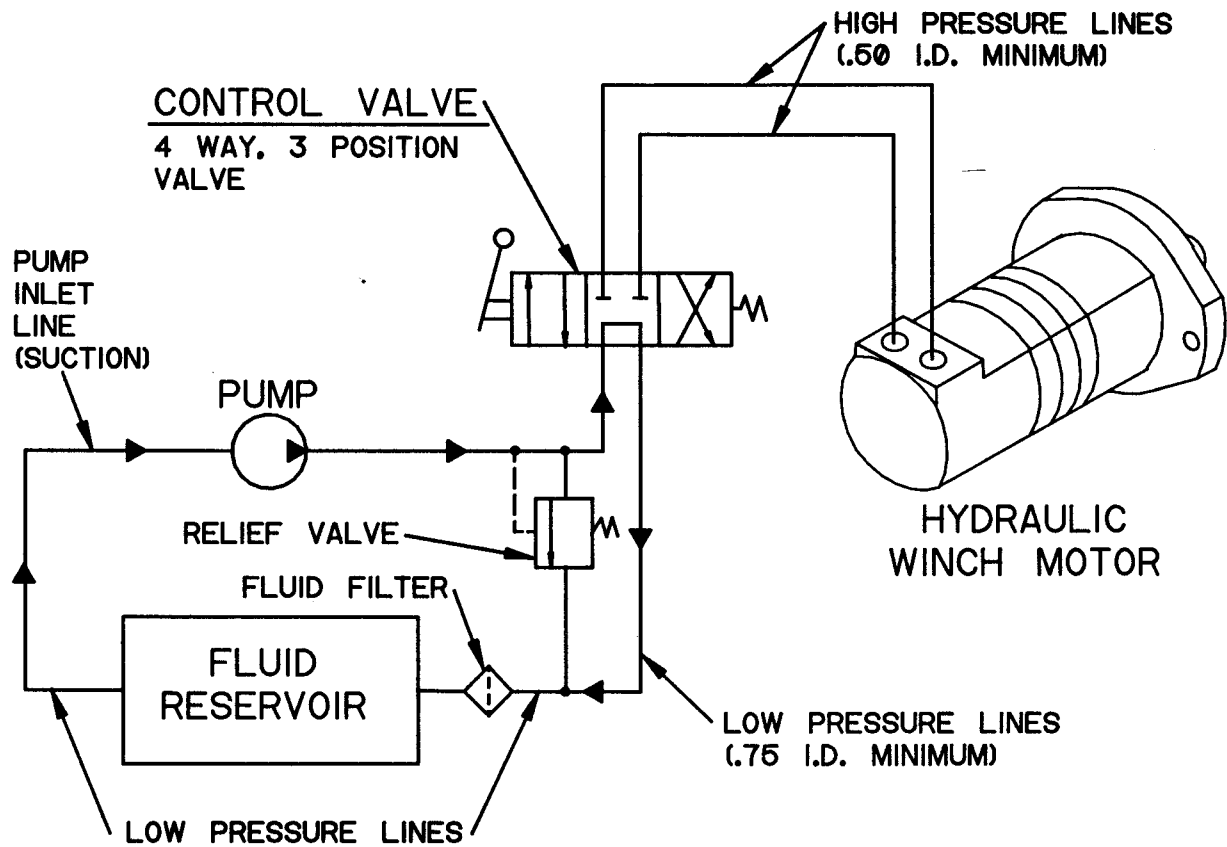 HIGH PRESSURE LINES
(.50 I.D. MINIMUM)
CONTROL VALVE
4 WAY, 3 POSITION
VALVE
PUMP
INLET
LINE
(SUCTION)
PUMP
RELIEF VALVE
HYDRAULIC
WINCH MOTOR
FLUID FILTER
FLUID
RESERVOIR
LOW PRESSURE LINES
(.75 I.D. MINIMUM)
LOW PRESSURE LINES